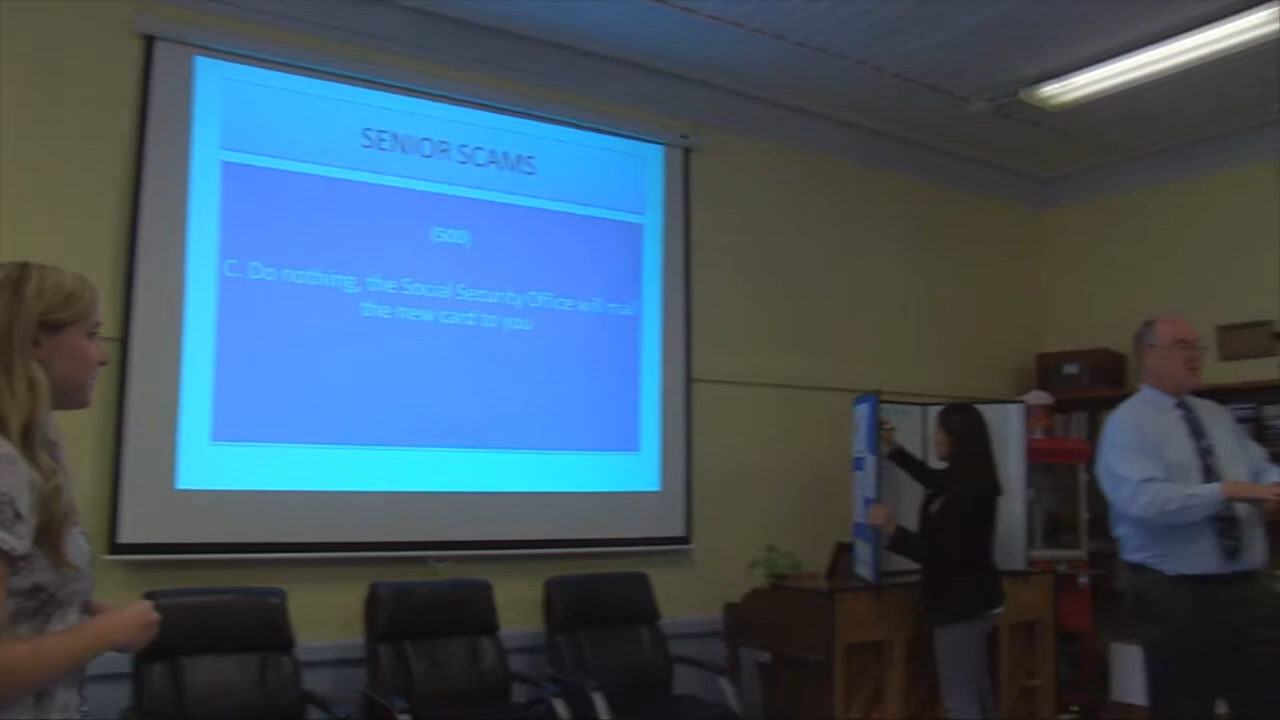 SENIOR SCAMS
(500)
C. Do nothing, the Social Security Office will mail
the new card to you